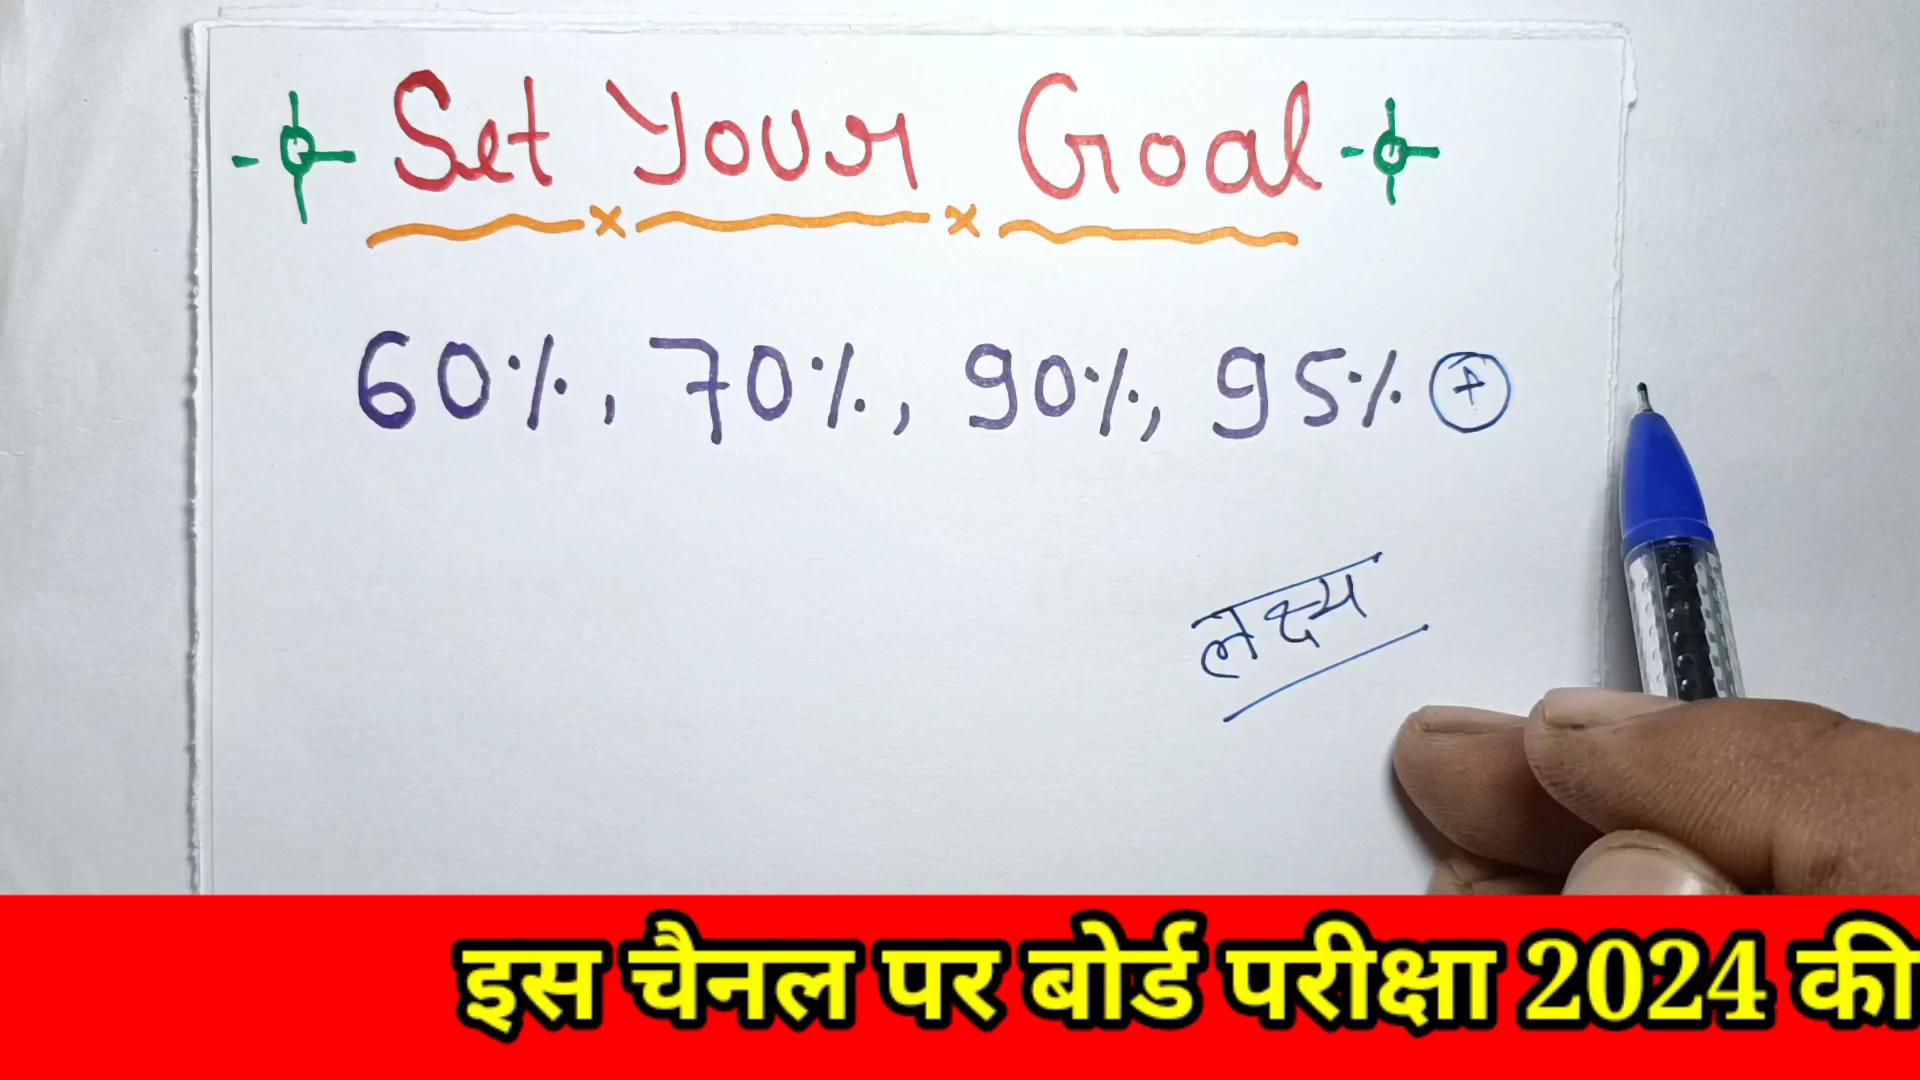 Set Your Goal
60%, 70%, 90%, 95% +
लक्ष्य
इस चैनल पर बोर्ड परीक्षा 2024 की